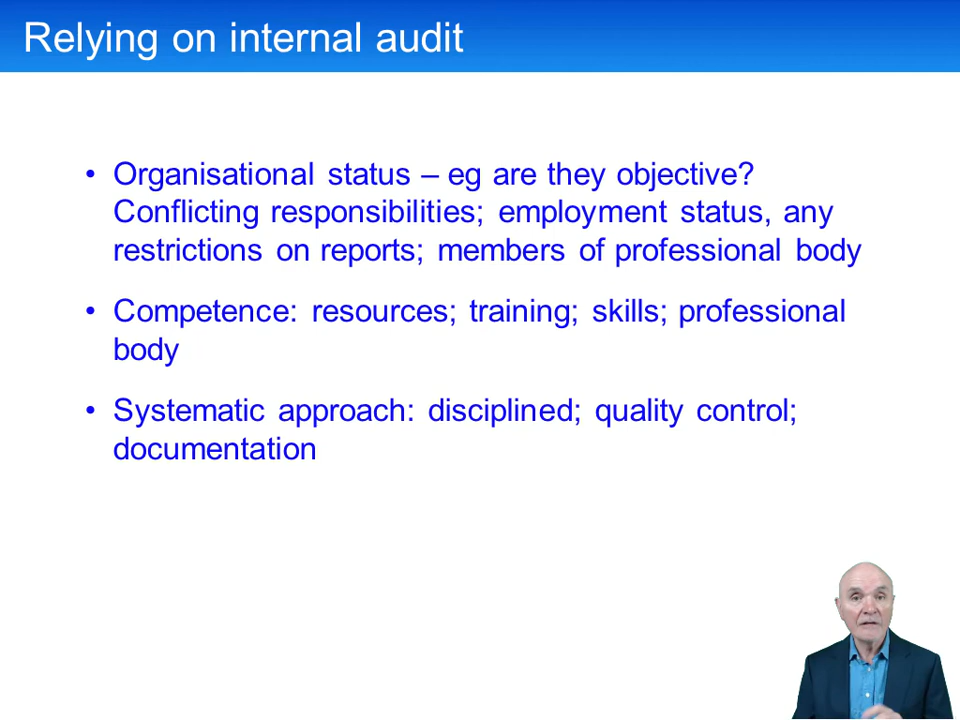 Relying on internal audit
• Organisational status – eg are they objective?
Conflicting responsibilities; employment status, any
restrictions on reports; members of professional body
• Competence: resources; training; skills; professional
body
• Systematic approach: disciplined; quality control;
documentation